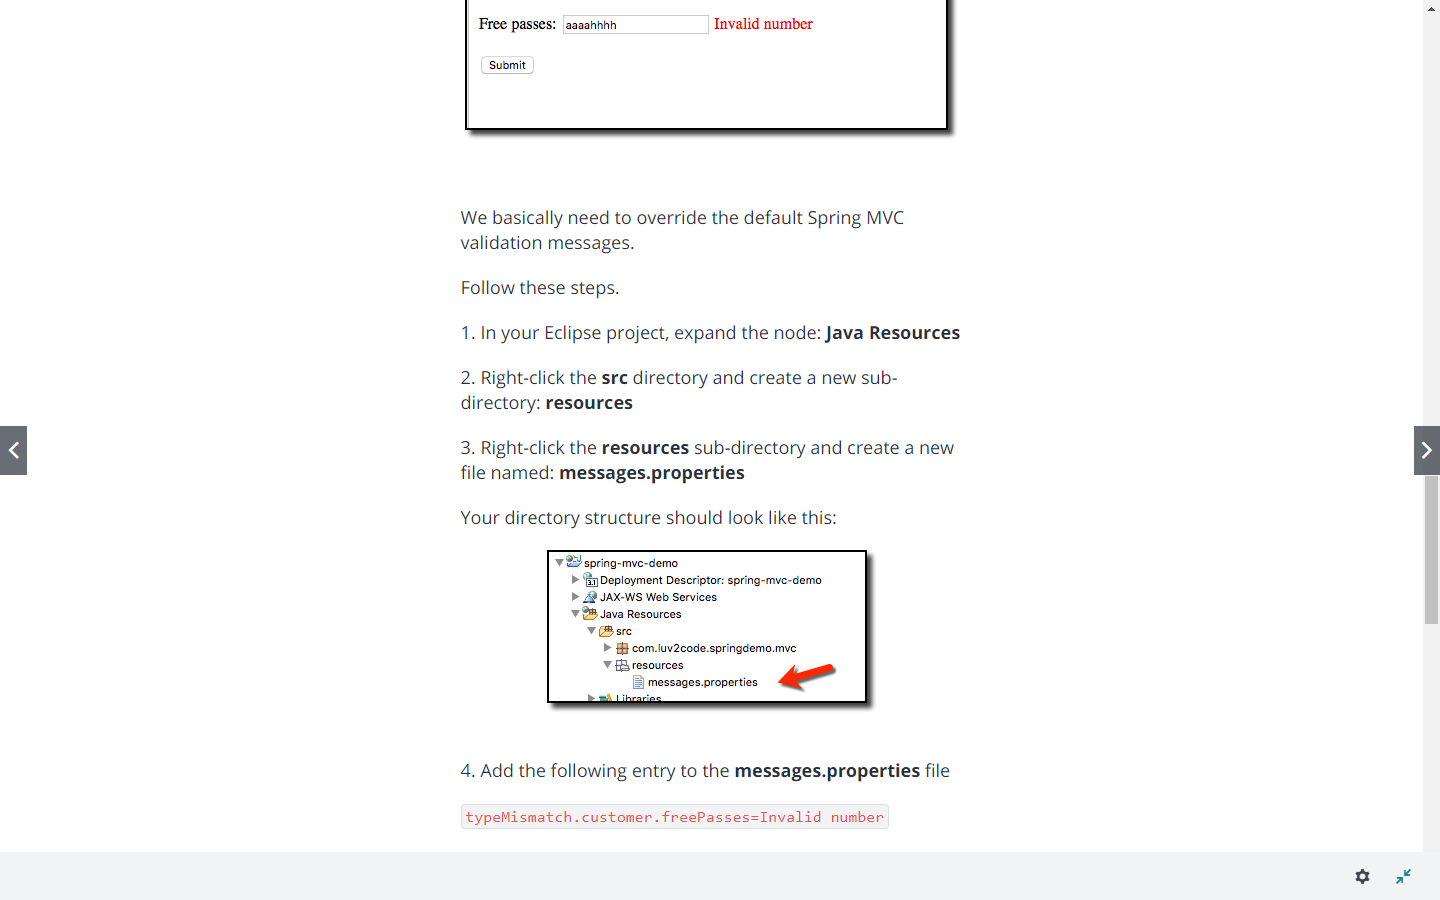 Free passes: aaaahhhh Invalid number
Submit
We basically need to override the default Spring MVC
validation messages.
Follow these steps.
1. In your Eclipse project, expand the node: Java Resources
2. Right-click the src directory and create a new sub-
directory: resources
3. Right-click the resources sub-directory and create a new
file named: messages.properties
Your directory structure should look like this:
spring-mvc-demo
3.1 Deployment Descriptor: spring-mvc-demo
JAX-WS Web Services
Java Resources
src
com.luv2code.springdemo.mvc
resources
messages.properties
Libraries
4. Add the following entry to the messages.properties file
typeMismatch.customer.freePasses=Invalid number